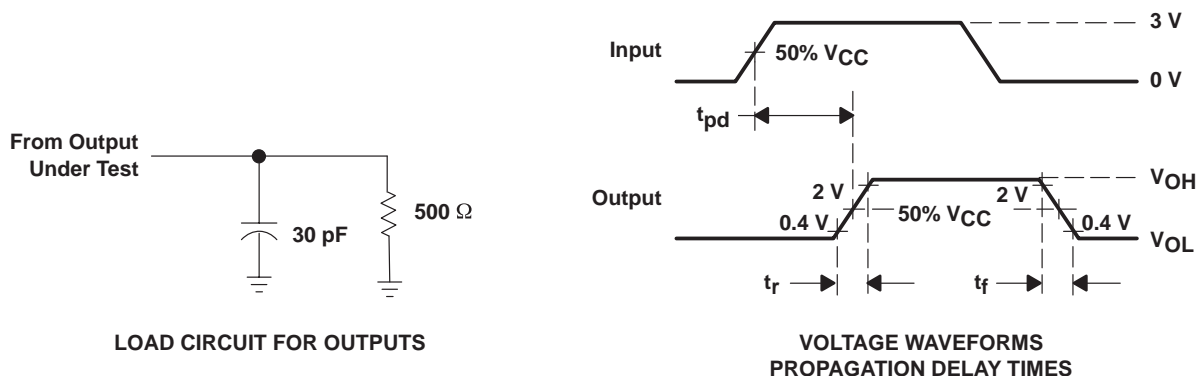 From Output
Under Test
30 pF
500 Ω
LOAD CIRCUIT FOR OUTPUTS
Input
50% VCC
3 V
0 V
tpd
Output
2 V
0.4 V
50% VCC
2 V
0.4 V
VOH
VOL
tr
tf
VOLTAGE WAVEFORMS
PROPAGATION DELAY TIMES